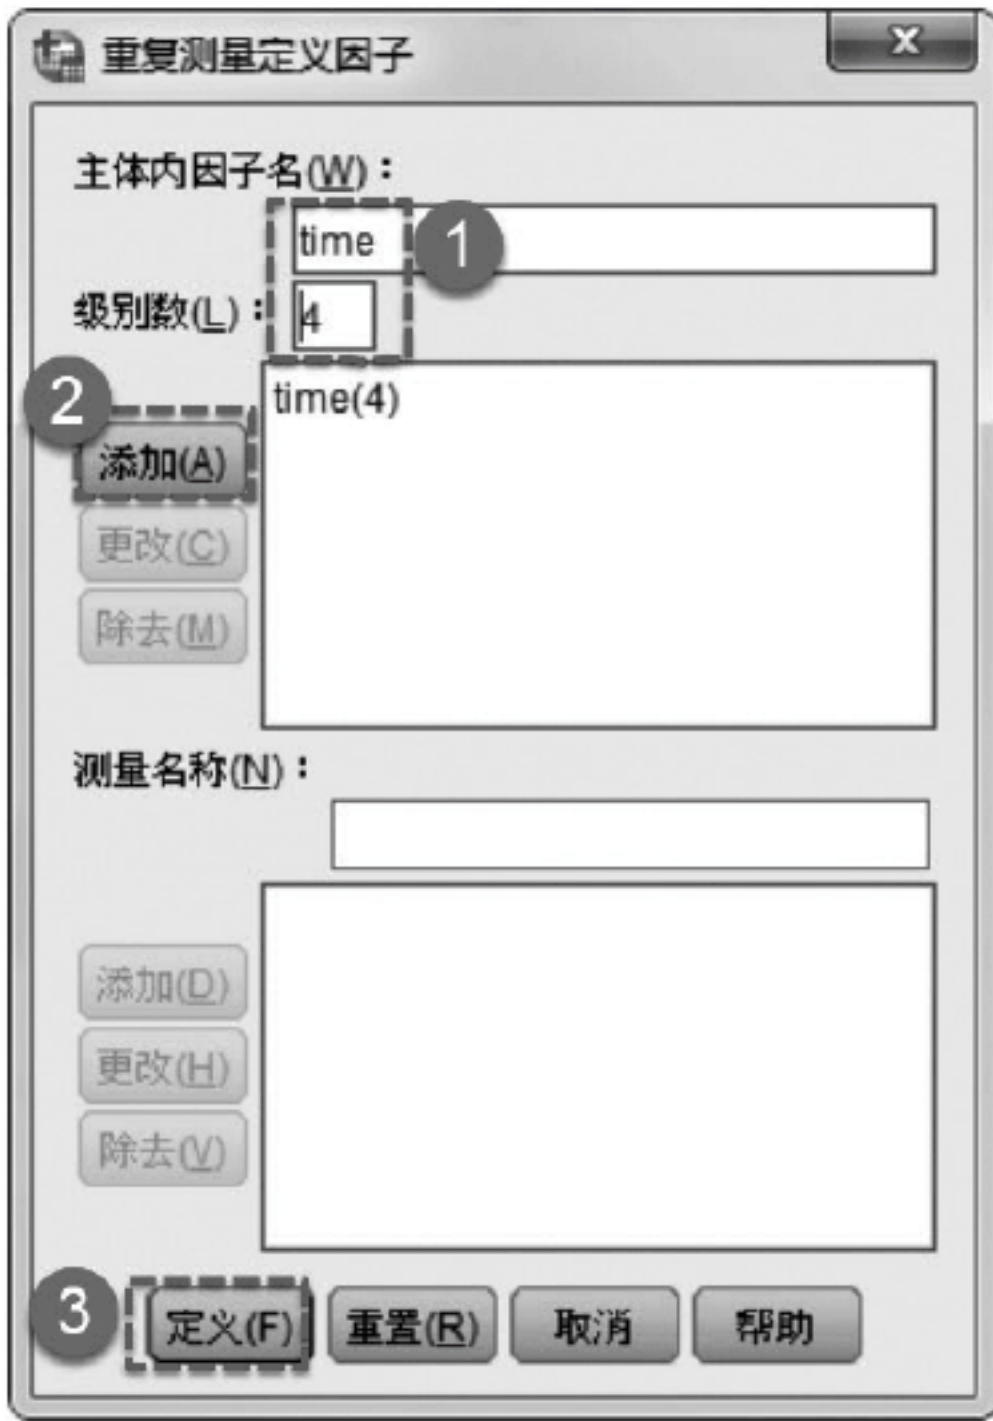 重复测量定义因子
主体内因子名(W)：
time
1
级别数(L)：
4
2
time(4)
添加(A)
更改(C)
除去(M)
测量名称(N)：
添加(D)
更改(H)
除去(V)
3
定义(F) 重置(R) 取消 帮助